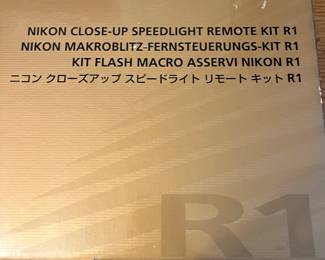 NIKON CLOSE-UP SPEEDLIGHT REMOTE KIT R1
NIKON MAKROBLITZ-FERNSTEUERUNGS-KIT R1
KIT FLASH MACRO ASSERVI NIKON R1
ニコン クローズアップ スピードライト リモート キット R1
R1